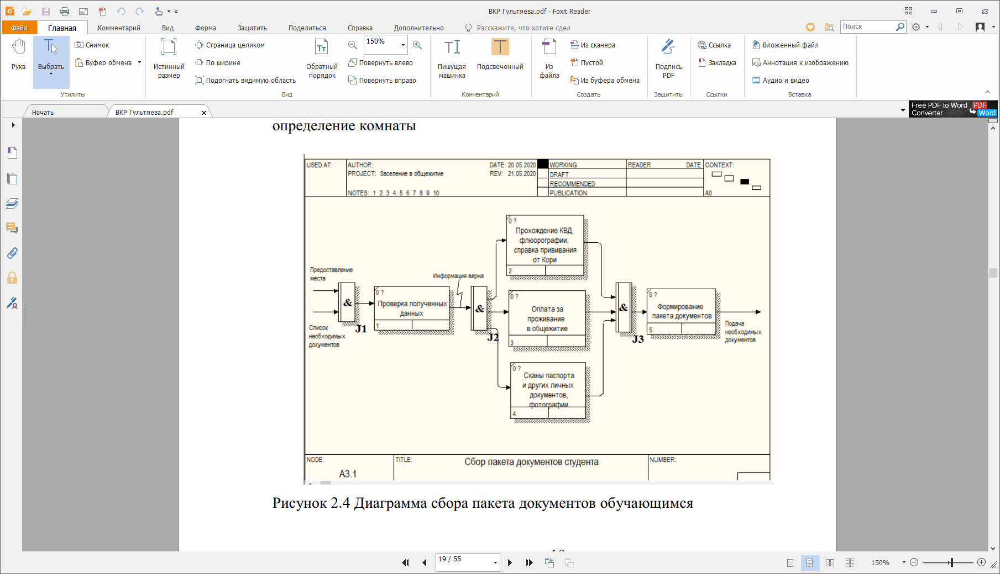 ВКР Гультяева.pdf - Foxit Reader
Файл
Главная
Комментарий
Вид
Форма
Защитить
Поделиться
Справка
Дополнительно
Расскажите, что хотите сдел
Поиск
Рука
Выбрать
Снимок
Буфер обмена
Утилиты
Истинный
размер
Страница целиком
По ширине
Подогнать видимую область
Обратный
порядок
150%
Повернуть влево
Повернуть вправо
Вид
Пишущая
машинка
Подсвеченный
Комментарий
Из
файла
Из сканера
Пустой
Из буфера обмена
Создать
Подпись
PDF
Защитить
Ссылка
Закладка
Ссылки
Вложенный файл
Аннотация к изображению
Аудио и видео
Вставка
Начать
ВКР Гультяева.pdf
Free PDF to Word
Converter
PDF
Word
определение комнаты
USED AT:
AUTHOR:
DATE: 20.05.2020
PROJECT: Заселение в общежитие
REV: 21.05.2020
NOTES: 1 2 3 4 5 6 7 8 9 10
WORKING
DRAFT
RECOMMENDED
PUBLICATION
READER
DATE
CONTEXT:
A0
Предоставление
места
Список
необходимых
документов
&
J1
0 ?
Проверка полученных
данных
1
Информация верна
&
J2
0 ?
Прохождение КВД,
флюорографии,
справка прививания
от Кори
2
0 ?
Оплата за
проживание
в общежитие
3
0 ?
Сканы паспорта
и других личных
документов,
фотографии
4
&
J3
0 ?
Формирование
пакета документов
5
Подача
необходимых
документов
NODE:
A3.1
TITLE:
Сбор пакета документов студента
NUMBER:
Рисунок 2.4 Диаграмма сбора пакета документов обучающимся
19 / 55
150%